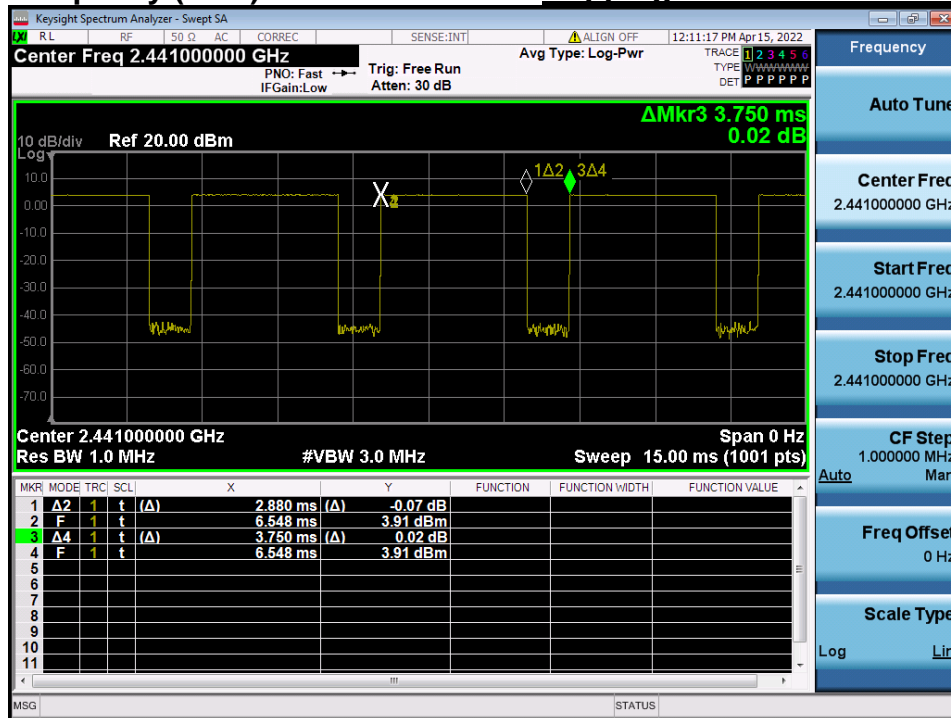 Keysight Spectrum Analyzer - Swept SA
LXI RL RF 50 Ω AC CORREC SENSE:INT ALIGN OFF 12:11:17 PM Apr 15, 2022
Center Freq 2.441000000 GHz
PNO: Fast
IFGain:Low
Trig: Free Run
Atten: 30 dB
Avg Type: Log-Pwr
TRACE 1 2 3 4 5 6
TYPE WWWWWW
DET P P P P P P
ΔMkr3 3.750 ms
0.02 dB
10 dB/div Ref 20.00 dBm
Log
10.0
0.00
-10.0
-20.0
-30.0
-40.0
-50.0
-60.0
-70.0
X2
1Δ2
3Δ4
Center 2.441000000 GHz Span 0 Hz
Res BW 1.0 MHz #VBW 3.0 MHz Sweep 15.00 ms (1001 pts)
MKR MODE TRC SCL X Y FUNCTION FUNCTION WIDTH FUNCTION VALUE
1 Δ2 1 t (Δ) 2.880 ms (Δ) -0.07 dB
2 F 1 t 6.548 ms 3.91 dBm
3 Δ4 1 t (Δ) 3.750 ms (Δ) 0.02 dB
4 F 1 t 6.548 ms 3.91 dBm
5
6
7
8
9
10
11
MSG STATUS
Frequency
Auto Tune
Center Freq
2.441000000 GHz
Start Freq
2.441000000 GHz
Stop Freq
2.441000000 GHz
CF Step
1.000000 MHz
Auto Man
Freq Offset
0 Hz
Scale Type
Log Lin